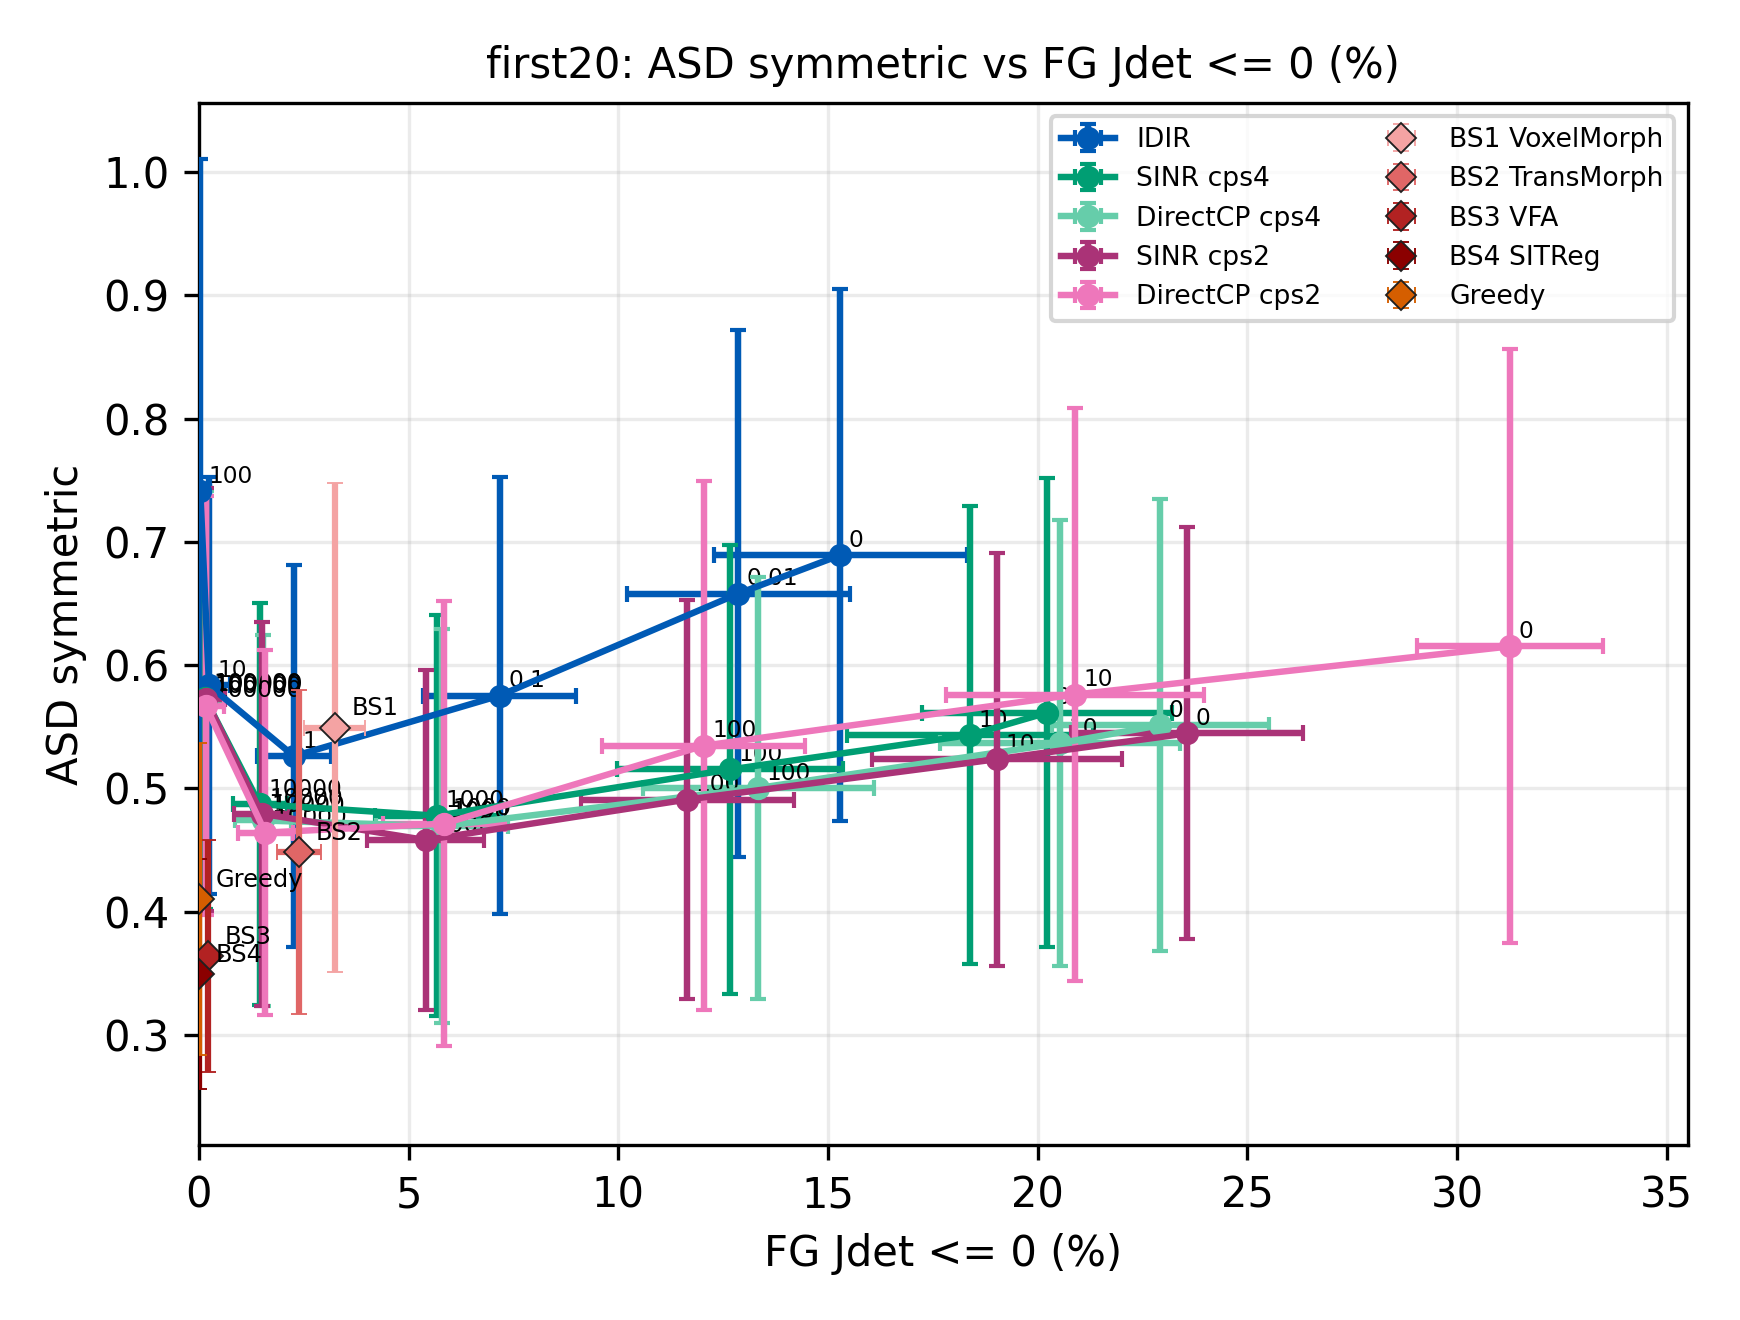 first20: ASD symmetric vs FG Jdet <= 0 (%)
IDIR
SINR cps4
DirectCP cps4
SINR cps2
DirectCP cps2
BS1 VoxelMorph
BS2 TransMorph
BS3 VFA
BS4 SITReg
Greedy
ASD symmetric
1.0
0.9
0.8
0.7
0.6
0.5
0.4
0.3
100
10
1
0.1
0.01
0
BS1
BS2
Greedy
BS3
BS4
10000
1000
100
100
100
10
10
10
0
0
0
0
0 5 10 15 20 25 30 35
FG Jdet <= 0 (%)